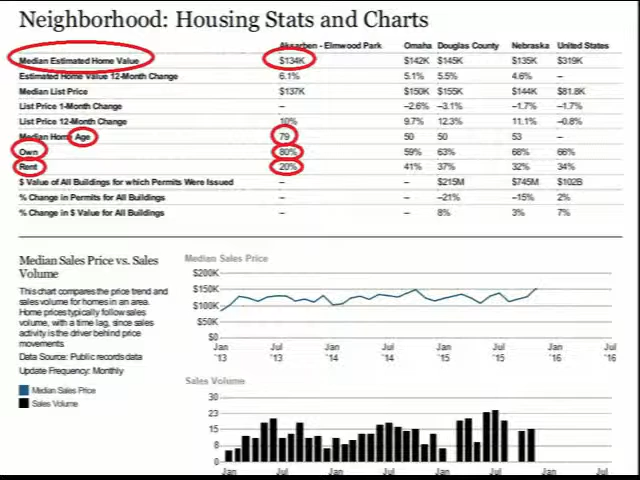 Neighborhood: Housing Stats and Charts
Aksarben - Elmwood Park Omaha Douglas County Nebraska United States
Median Estimated Home Value $134K $142K $145K $135K $319K
Estimated Home Value 12-Month Change 6.1% 5.1% 5.5% 4.6% –
Median List Price $137K $150K $155K $144K $81.8K
List Price 1-Month Change – –2.6% –3.1% –1.7% –1.7%
List Price 12-Month Change 10% 9.7% 12.3% 11.1% –0.8%
Median Home Age 79 50 50 53 –
Own 80% 59% 63% 68% 66%
Rent 20% 41% 37% 32% 34%
$ Value of All Buildings for which Permits Were Issued – – $215M $745M $102B
% Change in Permits for All Buildings – – –21% –15% 2%
% Change in $ Value for All Buildings – – 8% 3% 7%
Median Sales Price vs. Sales
Volume
This chart compares the price trend and
sales volume for homes in an area.
Home prices typically follow sales
volume, with a time lag, since sales
activity is the driver behind price
movements.
Data Source: Public records data
Update Frequency: Monthly
Median Sales Price
Sales Volume
Median Sales Price
$200K
$150K
$100K
$50K
$0
Jan Jul Jan Jul Jan Jul Jan Jul
'13 '13 '14 '14 '15 '15 '16 '16
Sales Volume
30
23
15
8
0
Jan Jul Jan Jul Jan Jul Jan Jul